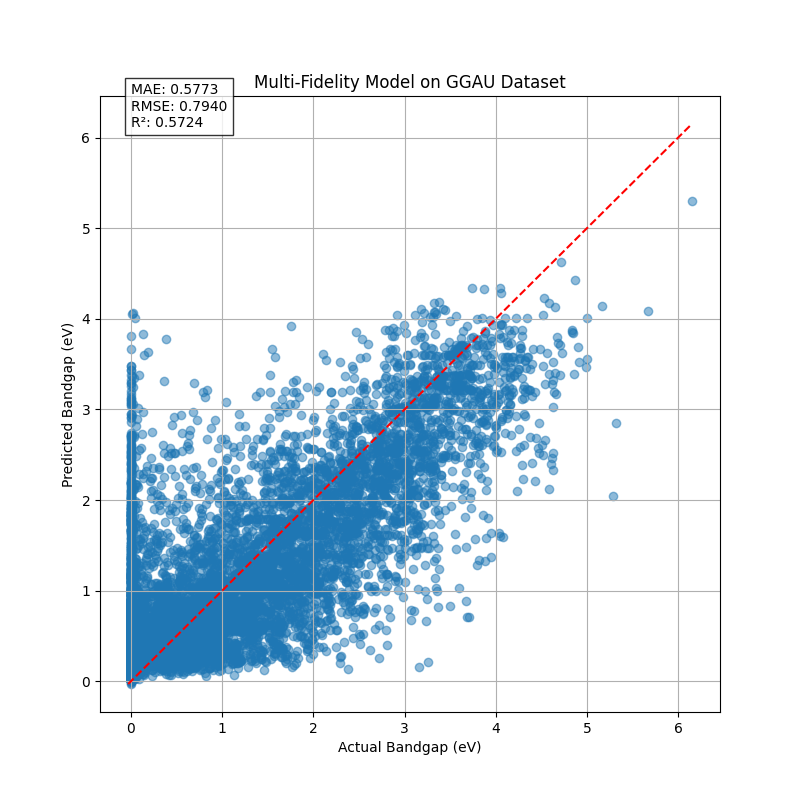 Multi-Fidelity Model on GGAU Dataset
MAE: 0.5773
RMSE: 0.7940
R²: 0.5724
6
5
4
3
2
1
0
Predicted Bandgap (eV)
0 1 2 3 4 5 6
Actual Bandgap (eV)